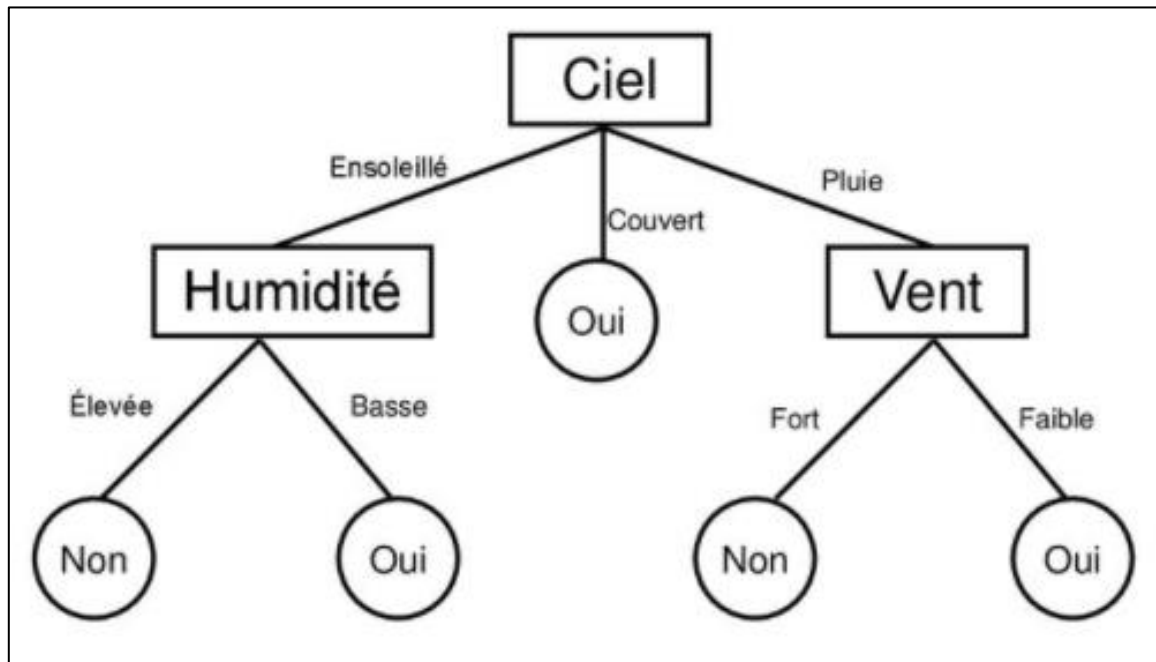 Ciel
Ensoleillé
Pluie
Couvert
Humidité
Oui
Vent
Élevée
Basse
Fort
Faible
Non
Oui
Non
Oui